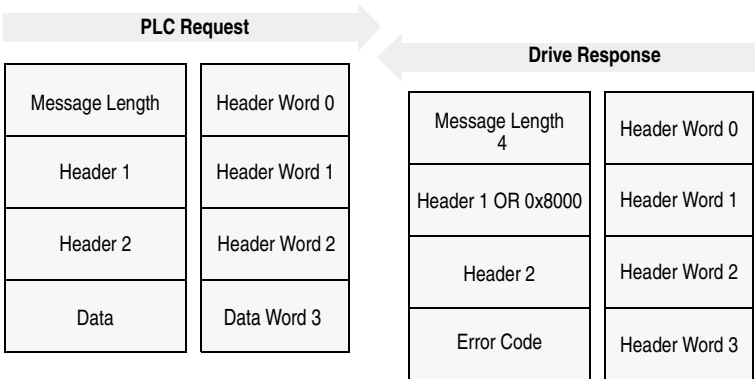 PLC Request
Message Length
Header Word 0
Header 1
Header Word 1
Header 2
Header Word 2
Data
Data Word 3
Drive Response
Message Length
4
Header Word 0
Header 1 OR 0x8000
Header Word 1
Header 2
Header Word 2
Error Code
Header Word 3